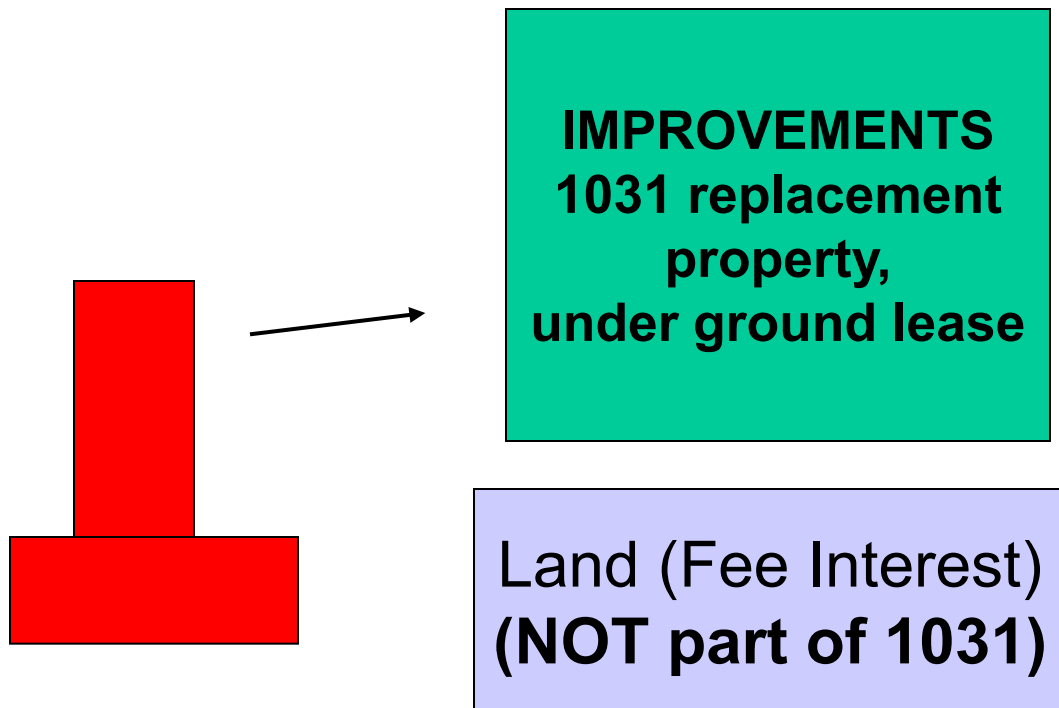 IMPROVEMENTS
1031 replacement
property,
under ground lease
Land (Fee Interest)
(NOT part of 1031)